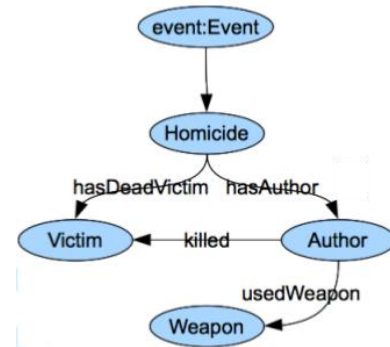 event:Event
Homicide
hasDeadVictim hasAuthor
Victim killed Author
usedWeapon
Weapon